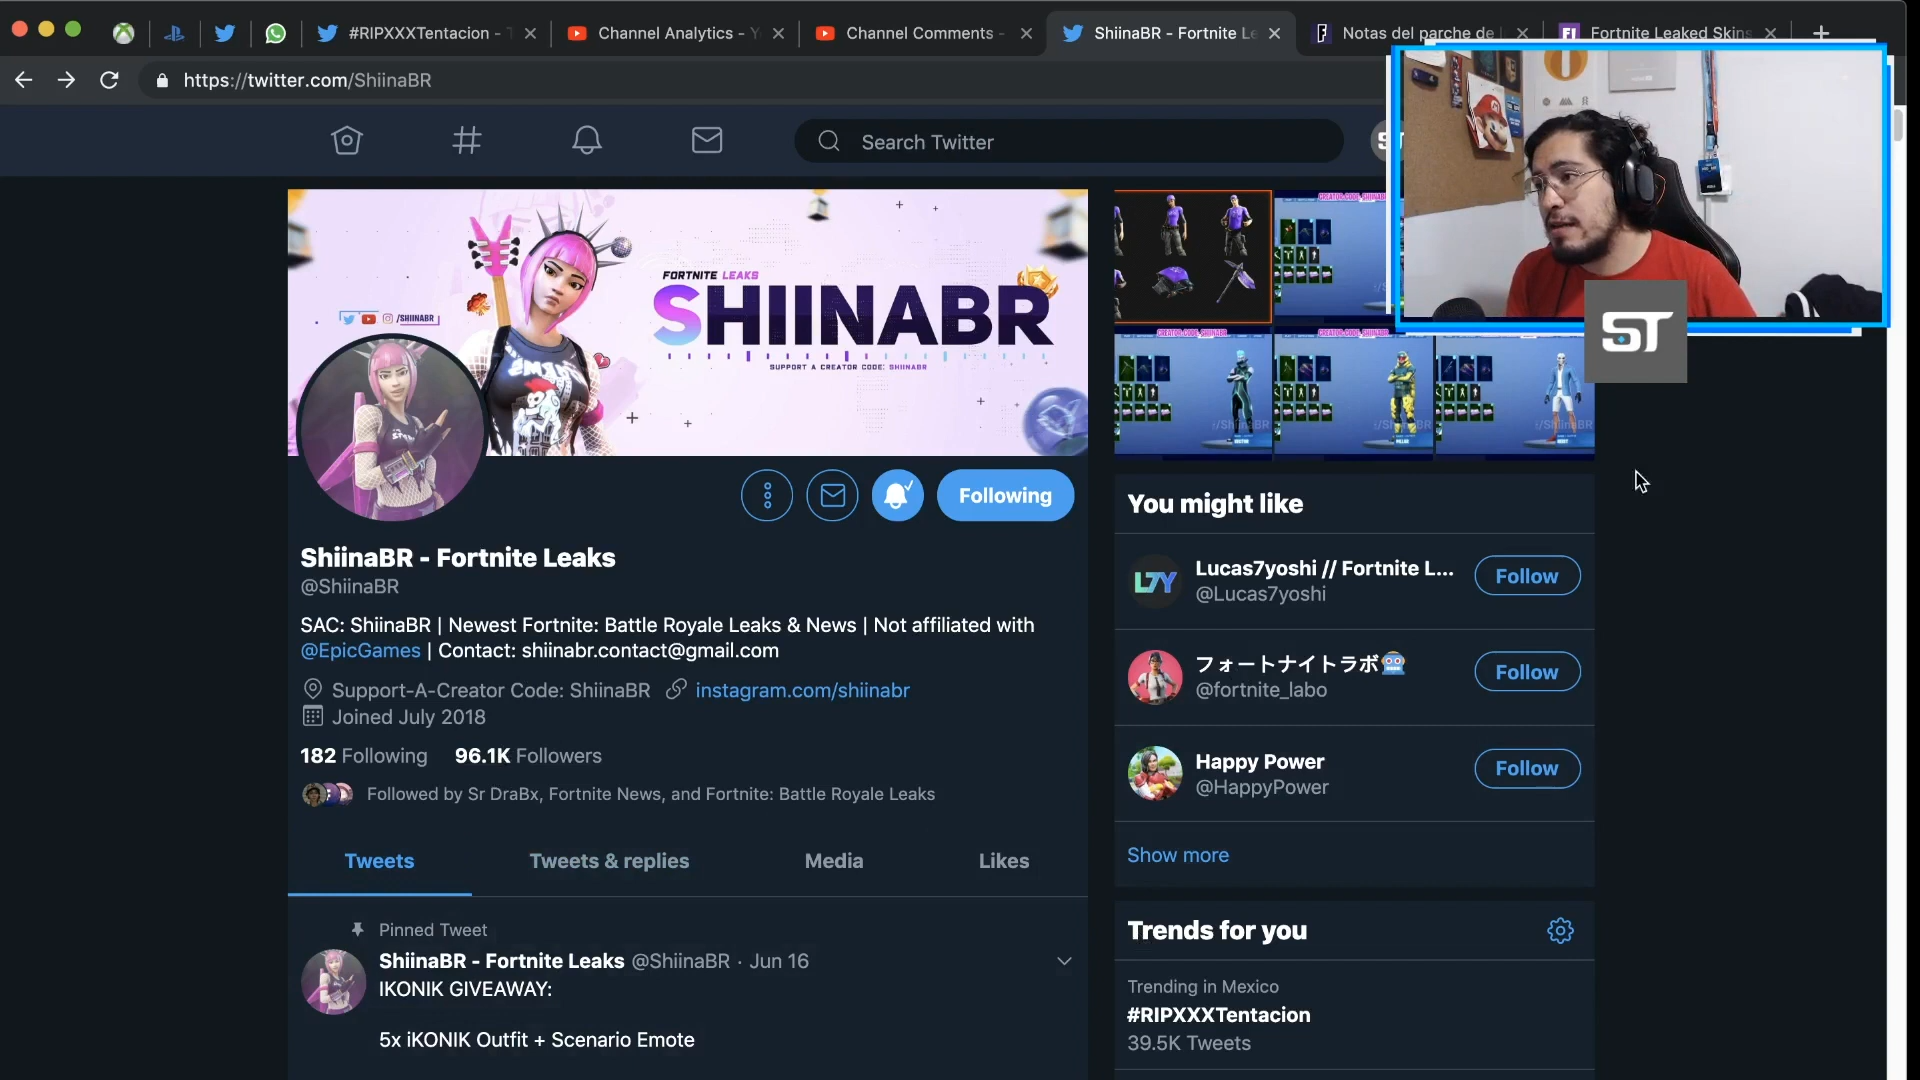 #RIPXXXTentacion -
Channel Analytics -
Channel Comments -
ShiinaBR - Fortnite Le
Notas del parche de
Fortnite Leaked Skins
https://twitter.com/ShiinaBR
Search Twitter
FORTNITE LEAKS
SHIINABR
/SHIINABR
SUPPORT A CREATOR CODE: SHIINABR
ST
Following
ShiinaBR - Fortnite Leaks
@ShiinaBR
SAC: ShiinaBR | Newest Fortnite: Battle Royale Leaks & News | Not affiliated with
@EpicGames | Contact: shiinabr.contact@gmail.com
Support-A-Creator Code: ShiinaBR instagram.com/shiinabr
Joined July 2018
182 Following 96.1K Followers
Followed by Sr DraBx, Fortnite News, and Fortnite: Battle Royale Leaks
Tweets Tweets & replies Media Likes
Pinned Tweet
ShiinaBR - Fortnite Leaks @ShiinaBR · Jun 16
IKONIK GIVEAWAY:
5x iKONIK Outfit + Scenario Emote
You might like
L7Y
Lucas7yoshi // Fortnite L...
@Lucas7yoshi
Follow
フォートナイトラボ
@fortnite_labo
Follow
Happy Power
@HappyPower
Follow
Show more
Trends for you
Trending in Mexico
#RIPXXXTentacion
39.5K Tweets